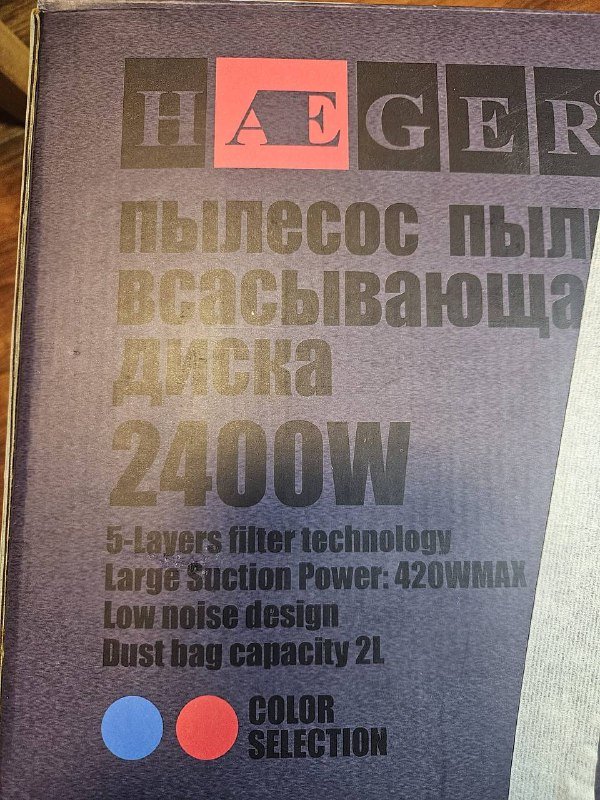 HAEGER
пылесос
всасывающа
диска
2400W
5-Layers filter technology
Large Suction Power: 420WMAX
Low noise design
Dust bag capacity 2L
COLOR
SELECTION